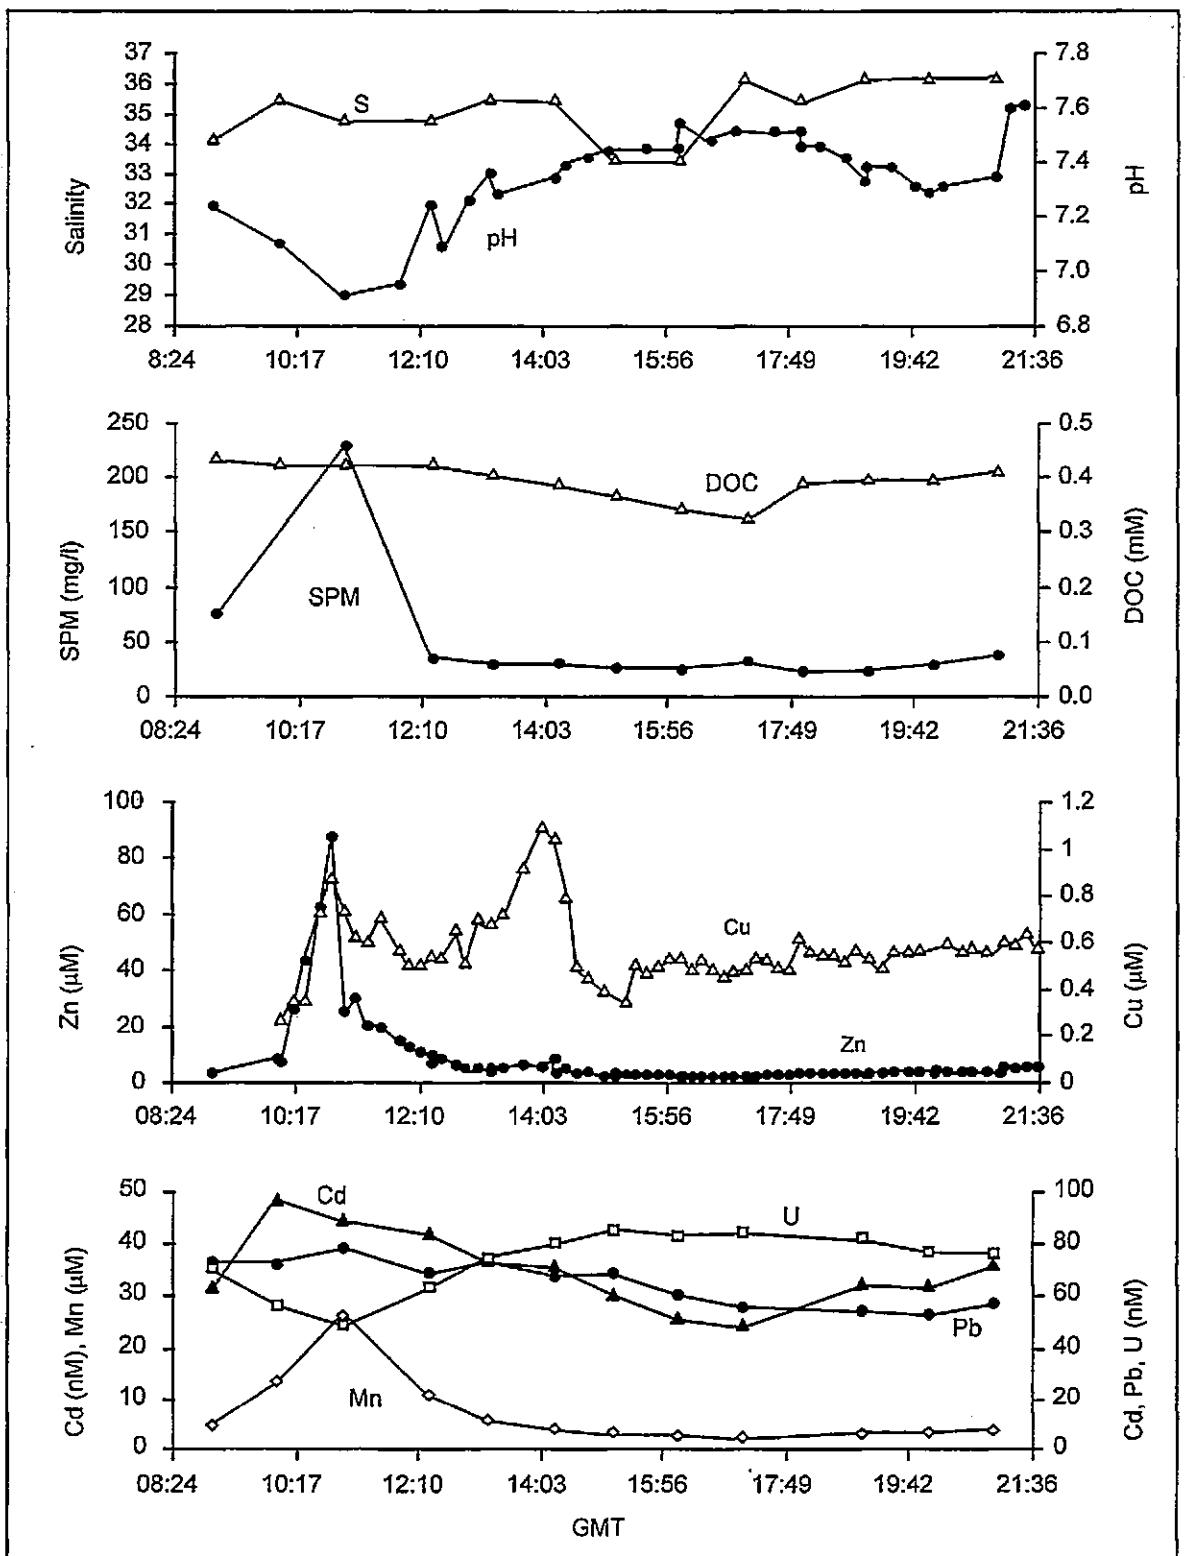 37 7.8
36
35 S 7.6
34
33 7.4
32
31 pH 7.2
30
29 7.0
28 6.8
Salinity
pH
8:24 10:17 12:10 14:03 15:56 17:49 19:42 21:36
250 0.5
200 DOC 0.4
150 0.3
100 SPM 0.2
50 0.1
0 0.0
SPM (mg/l)
DOC (mM)
08:24 10:17 12:10 14:03 15:56 17:49 19:42 21:36
100 1.2
80 1
60 0.8
Cu 0.6
40 0.4
20 Zn 0.2
0 0
Zn (µM)
Cu (µM)
08:24 10:17 12:10 14:03 15:56 17:49 19:42 21:36
50 Cd 100
40 U 80
30 60
20 Pb 40
10 Mn 20
0 0
Cd (nM), Mn (µM)
Cd, Pb, U (nM)
08:24 10:17 12:10 14:03 15:56 17:49 19:42 21:36
GMT